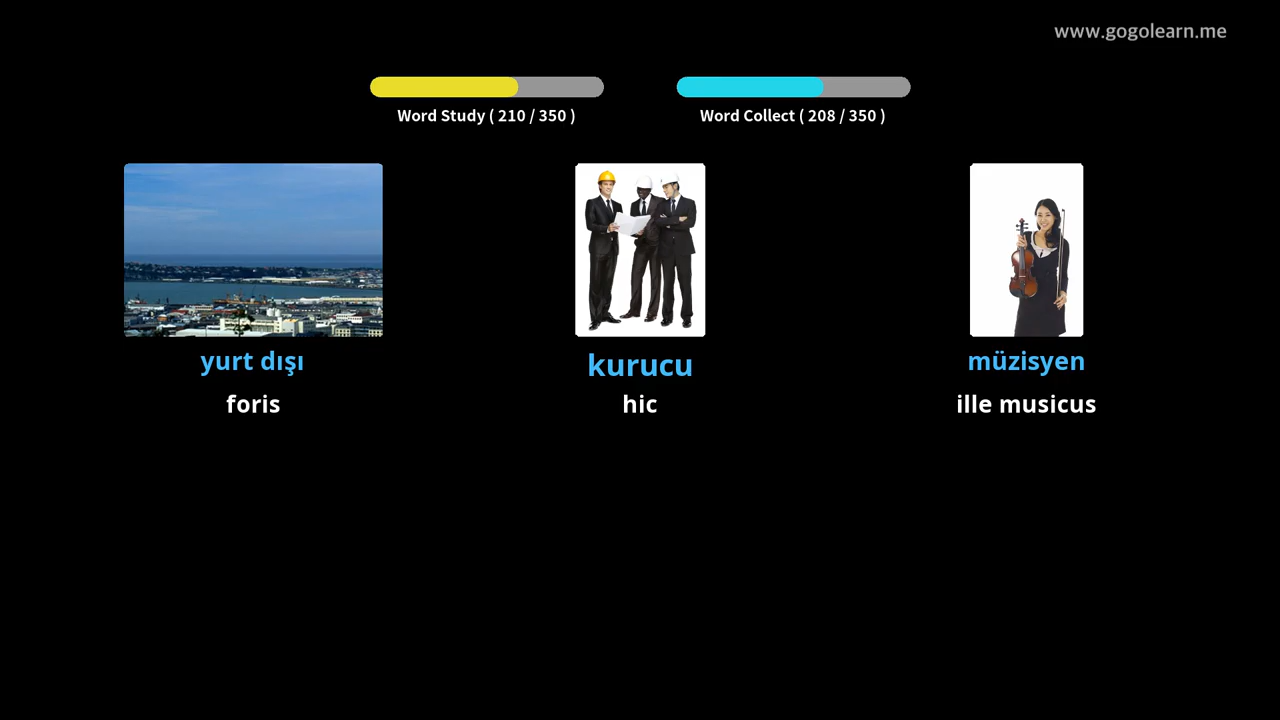 www.gogolearn.me
Word Study ( 210 / 350 )
Word Collect ( 208 / 350 )
yurt dışı
kurucu
müzisyen
foris
hic
ille musicus